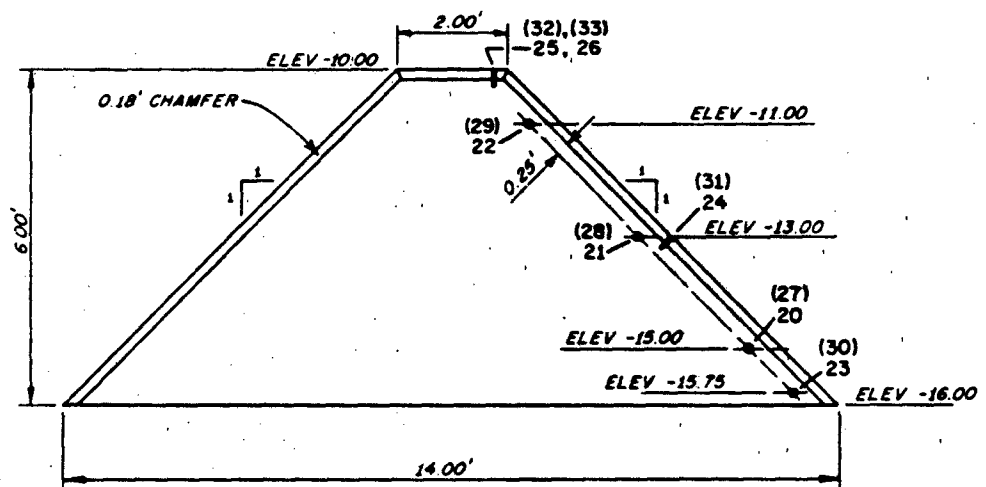 2.00'
(32),(33)
25, 26
ELEV -10.00
0.18' CHAMFER
ELEV -11.00
(29)
22
0.25'
1
1
1
1
(31)
24
6.00'
(28)
21
ELEV -13.00
(27)
20
ELEV -15.00
(30)
23
ELEV -15.75
ELEV -16.00
14.00'